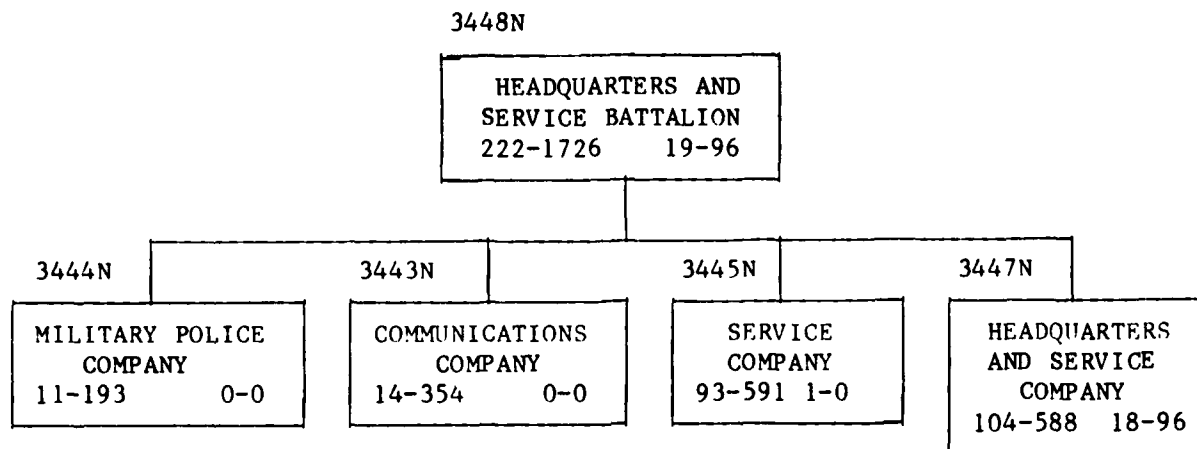 3448N
HEADQUARTERS AND
SERVICE BATTALION
222-1726 19-96
3444N
MILITARY POLICE
COMPANY
11-193 0-0
3443N
COMMUNICATIONS
COMPANY
14-354 0-0
3445N
SERVICE
COMPANY
93-591 1-0
3447N
HEADQUARTERS
AND SERVICE
COMPANY
104-588 18-96